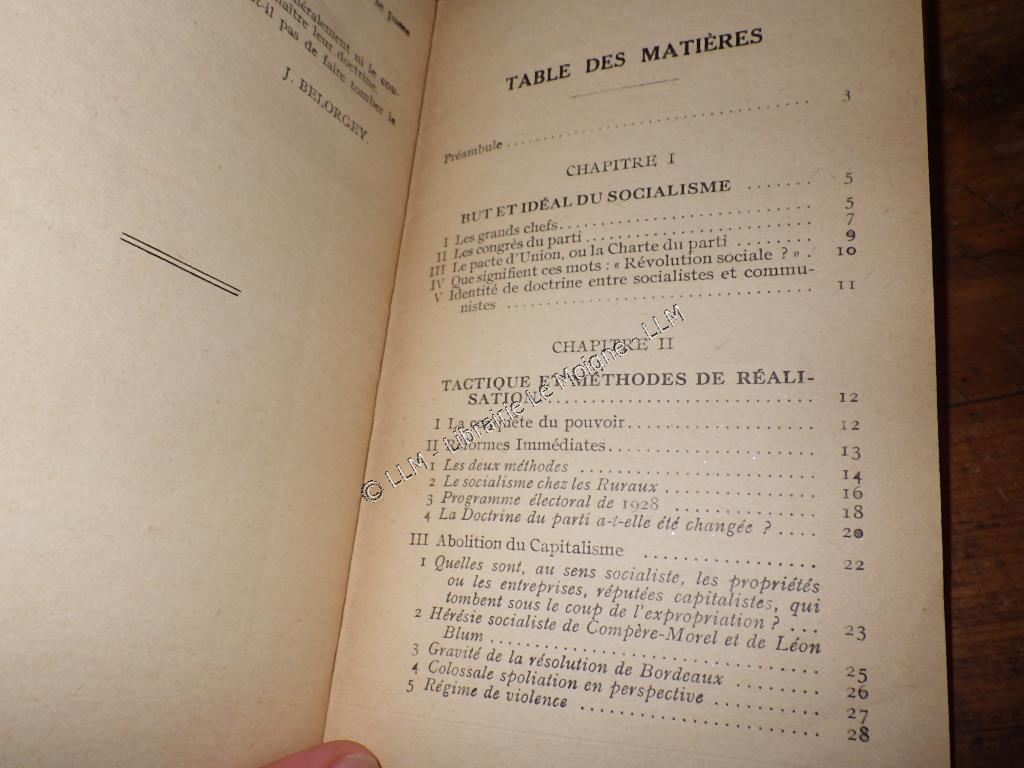 se passe
néralement ni le cou-
naître leur doctrine.
t-il pas de faire tomber le
J. BELORGEY.
TABLE DES MATIÈRES
Préambule 3
CHAPITRE I
BUT ET IDÉAL DU SOCIALISME 5
I Les grands chefs 5
II Les congrès du parti 7
III Le pacte d'Union, ou la Charte du parti 9
IV Que signifient ces mots : « Révolution sociale ? » 10
V Identité de doctrine entre socialistes et commu-
nistes 11
CHAPITRE II
TACTIQUE ET MÉTHODES DE RÉALI-
SATION 12
I La conquête du pouvoir 12
II Réformes Immédiates 13
1 Les deux méthodes 14
2 Le socialisme chez les Ruraux 16
3 Programme électoral de 1928 18
4 La Doctrine du parti a-t-elle été changée ? 20
III Abolition du Capitalisme 22
1 Quelles sont, au sens socialiste, les propriétés
ou les entreprises, réputées capitalistes, qui
tombent sous le coup de l'expropriation ? 23
2 Hérésie socialiste de Compère-Morel et de Léon
Blum 25
3 Gravité de la résolution de Bordeaux 26
4 Colossale spoliation en perspective 27
5 Régime de violence 28
© LLM - Librairie Le Moigne - LLM